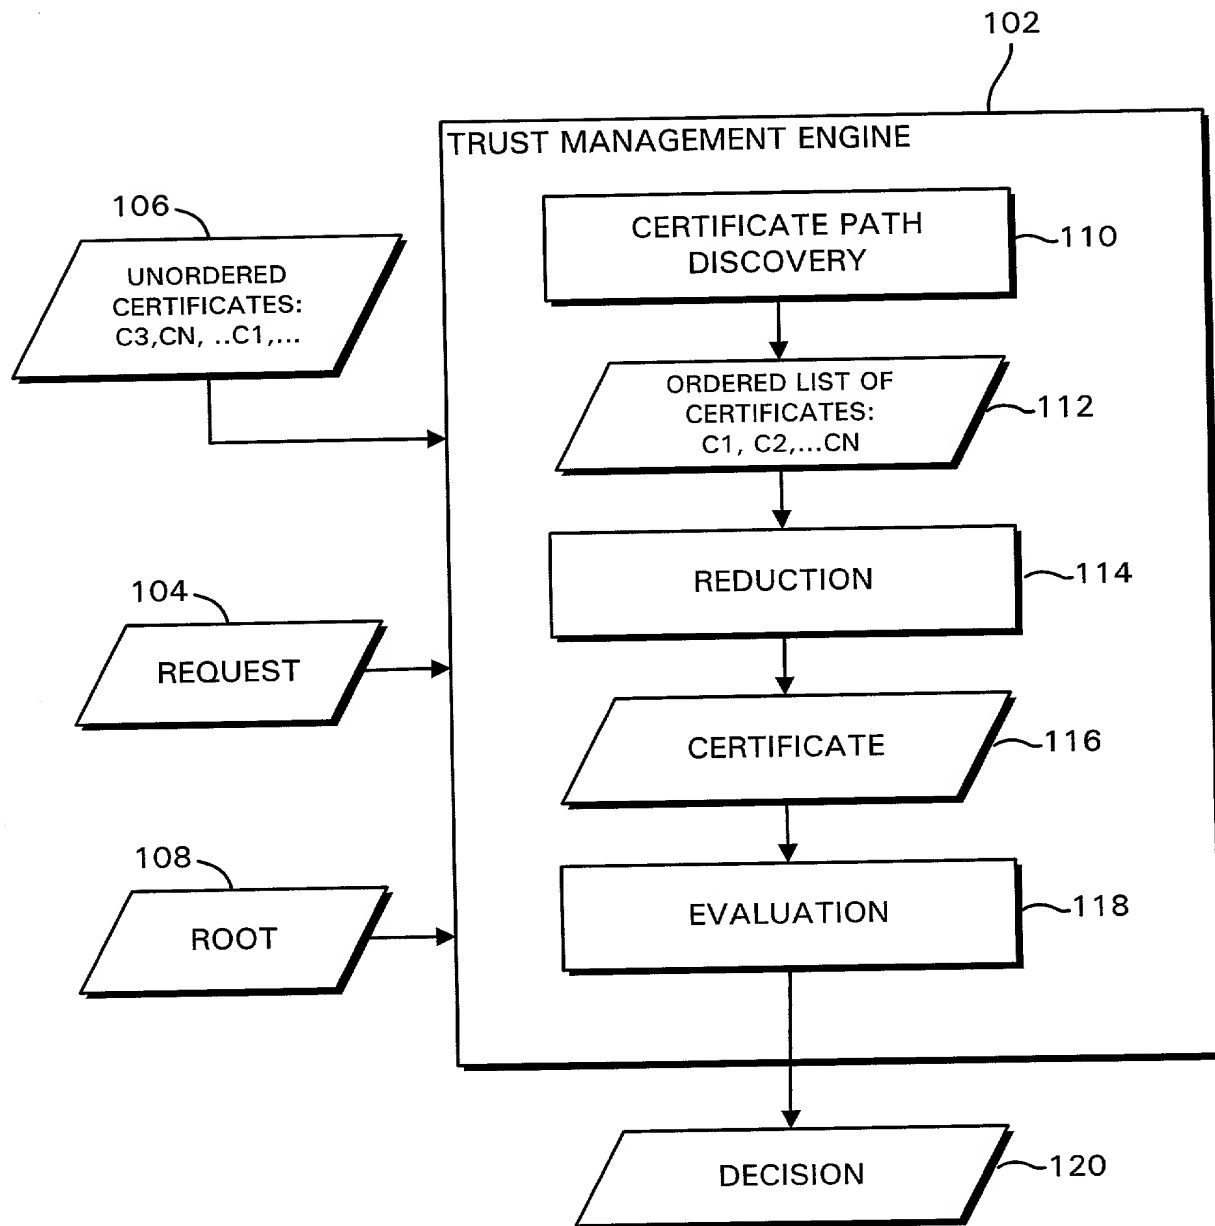 102
TRUST MANAGEMENT ENGINE
106
UNORDERED
CERTIFICATES:
C3,CN, ..C1,...
CERTIFICATE PATH
DISCOVERY
110
ORDERED LIST OF
CERTIFICATES:
C1, C2,...CN
112
REDUCTION
114
104
REQUEST
CERTIFICATE
116
108
ROOT
EVALUATION
118
DECISION
120